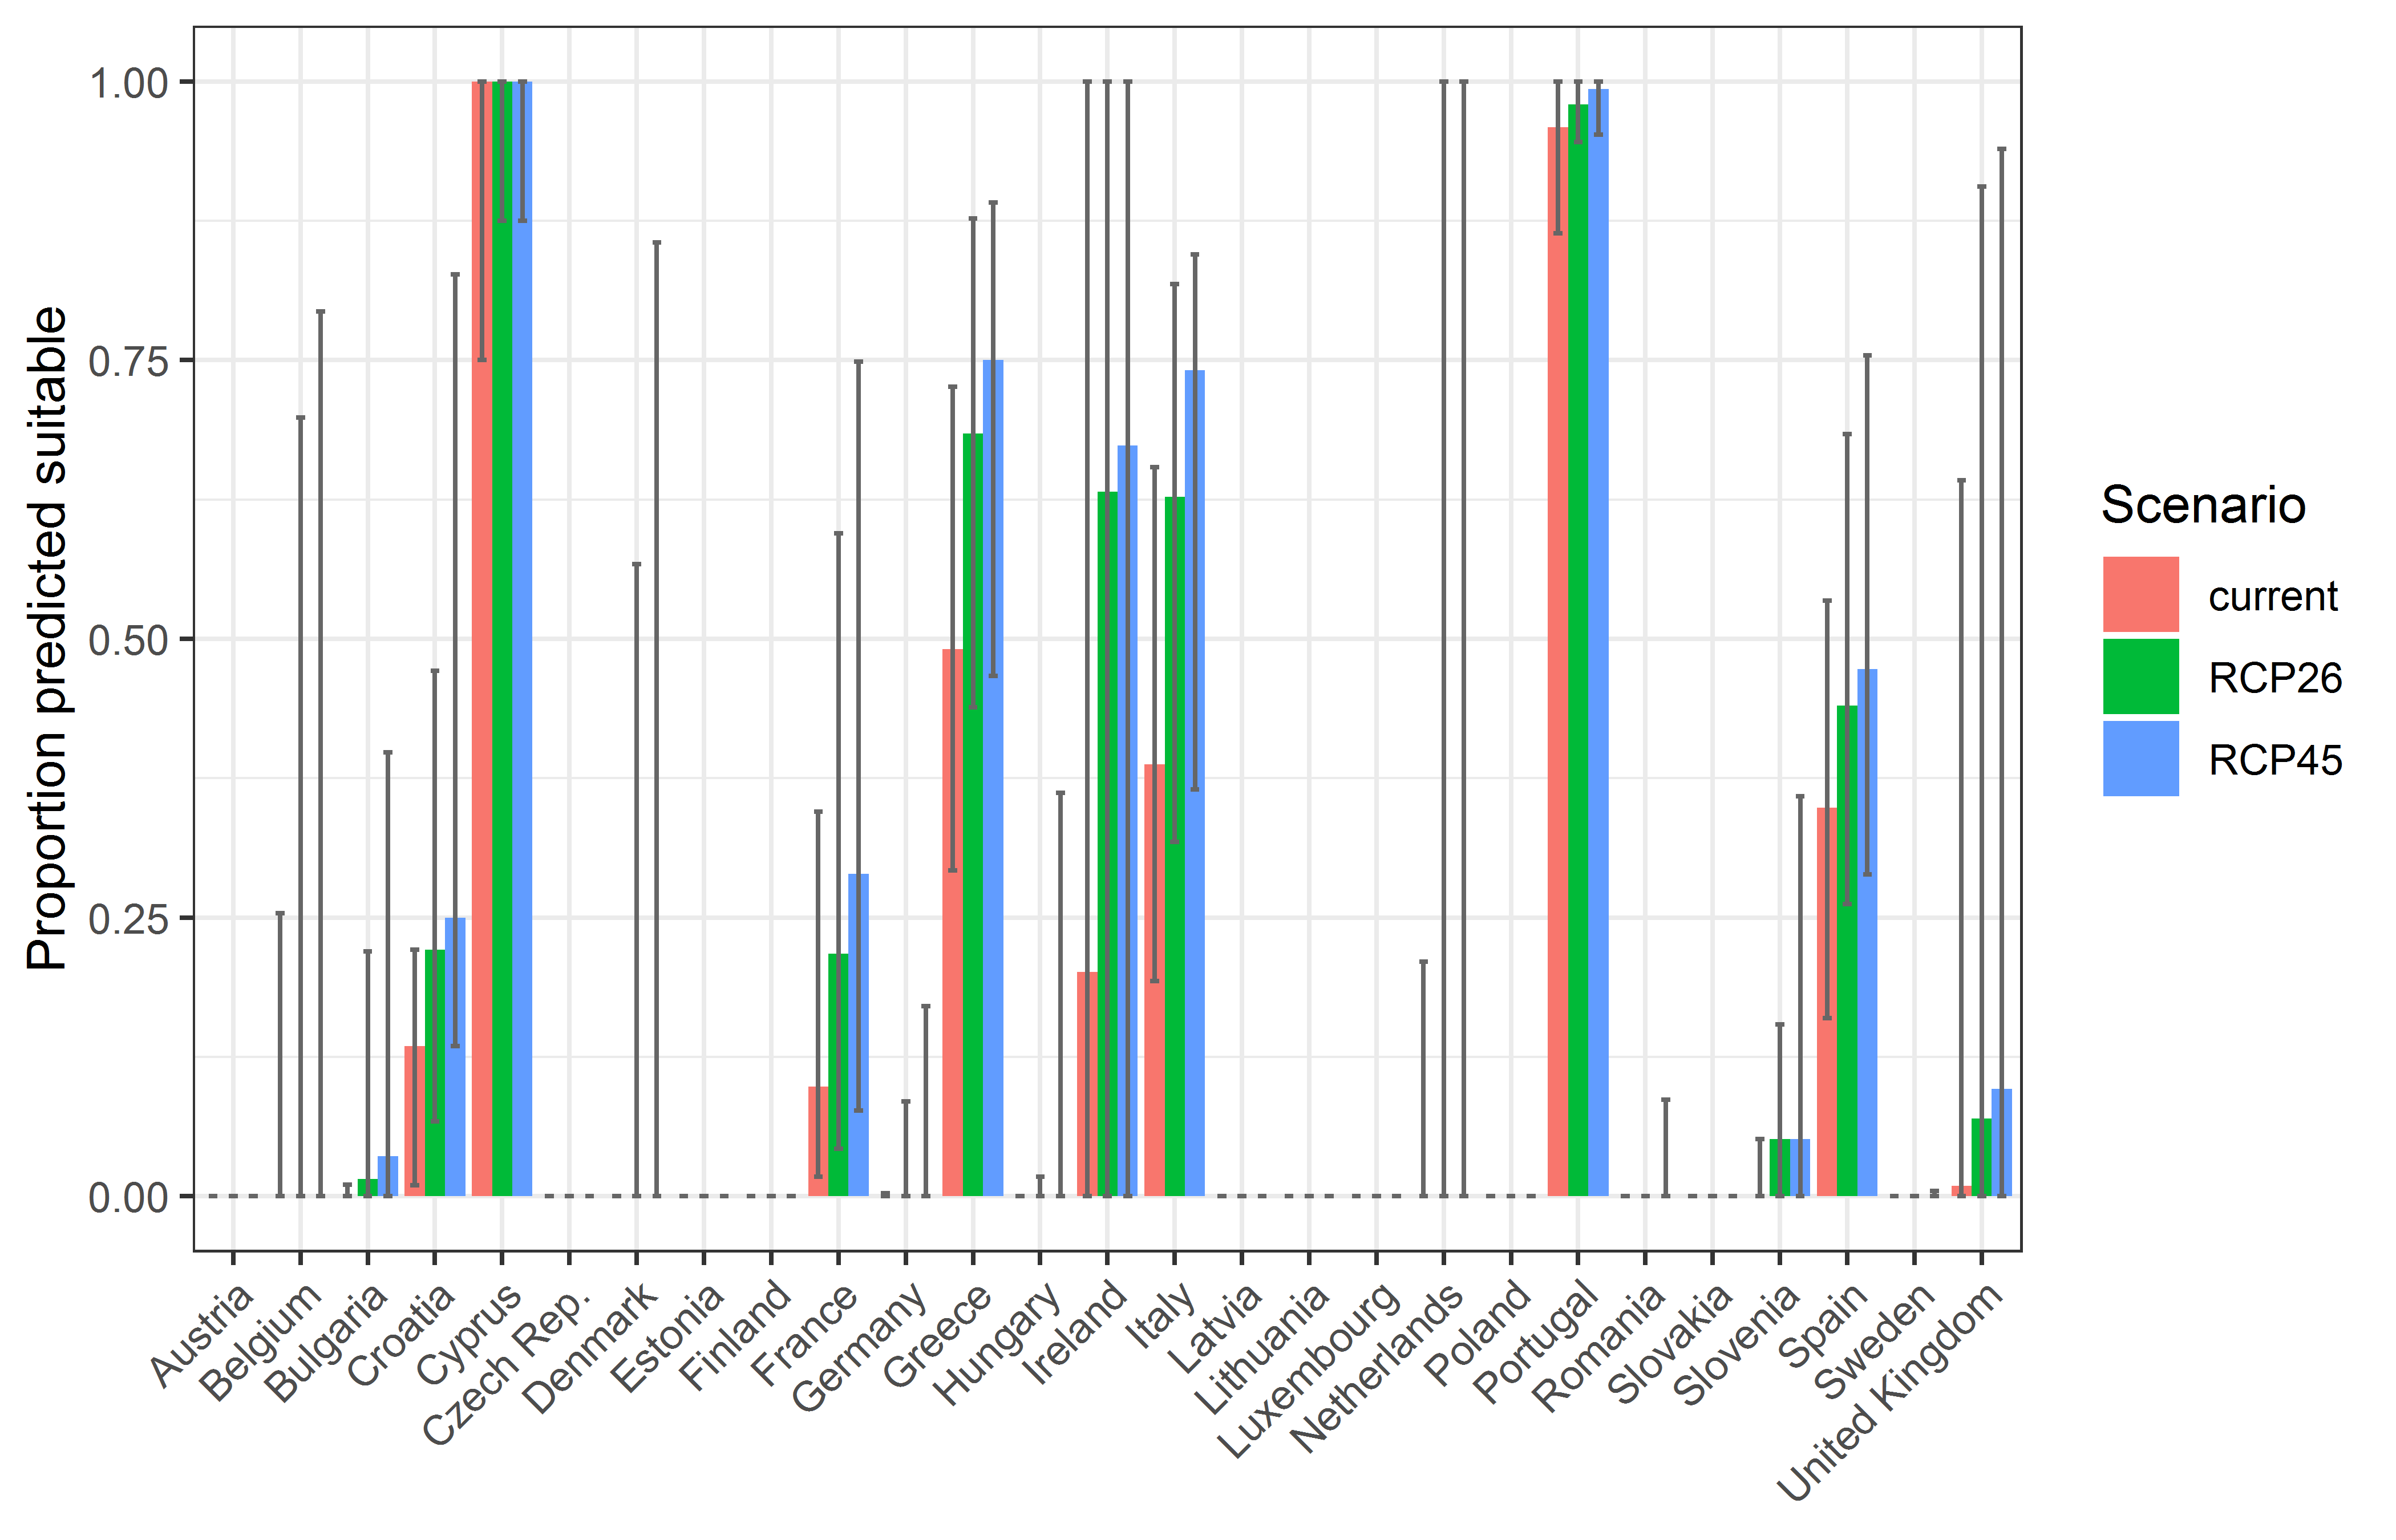 Proportion predicted suitable
1.00
0.75
0.50
0.25
0.00
Austria
Belgium
Bulgaria
Croatia
Cyprus
Czech Rep.
Denmark
Estonia
Finland
France
Germany
Greece
Hungary
Ireland
Italy
Latvia
Lithuania
Luxembourg
Netherlands
Poland
Portugal
Romania
Slovakia
Slovenia
Spain
Sweden
United Kingdom
Scenario
current
RCP26
RCP45